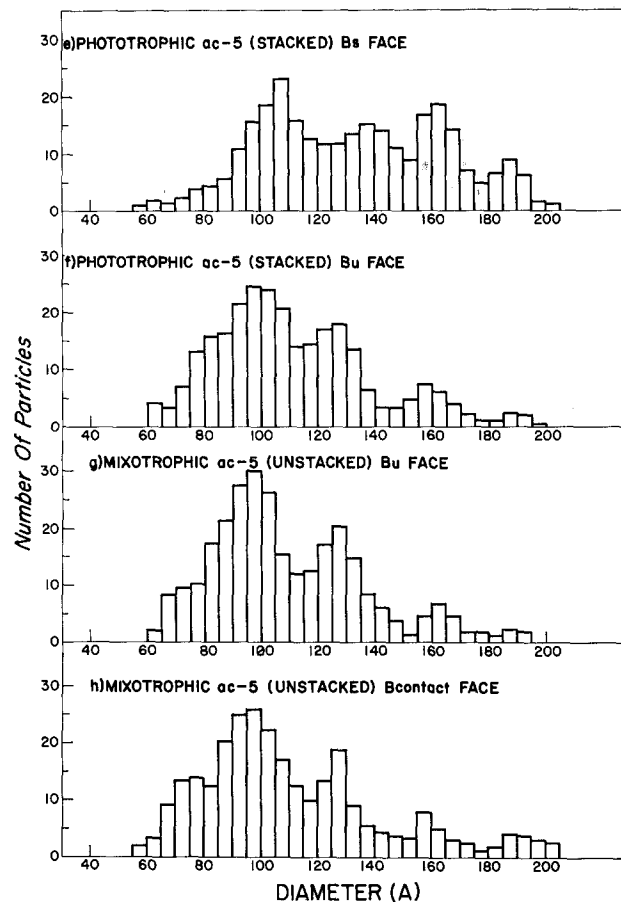 30
e)PHOTOTROPHIC ac-5 (STACKED) Bs FACE
20
10
0
40 60 80 100 120 140 160 180 200
30
f)PHOTOTROPHIC ac-5 (STACKED) Bu FACE
20
10
0
40 60 80 100 120 140 160 180 200
Number Of Particles
g)MIXOTROPHIC ac-5 (UNSTACKED) Bu FACE
30
20
10
0
40 60 80 100 120 140 160 180 200
h)MIXOTROPHIC ac-5 (UNSTACKED) Bcontact FACE
30
20
10
0
40 60 80 100 120 140 160 180 200
DIAMETER (A)